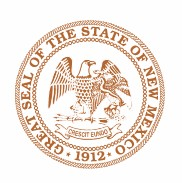 GREAT SEAL OF THE STATE OF NEW MEXICO
CRESCIT EUNDO
•1912•